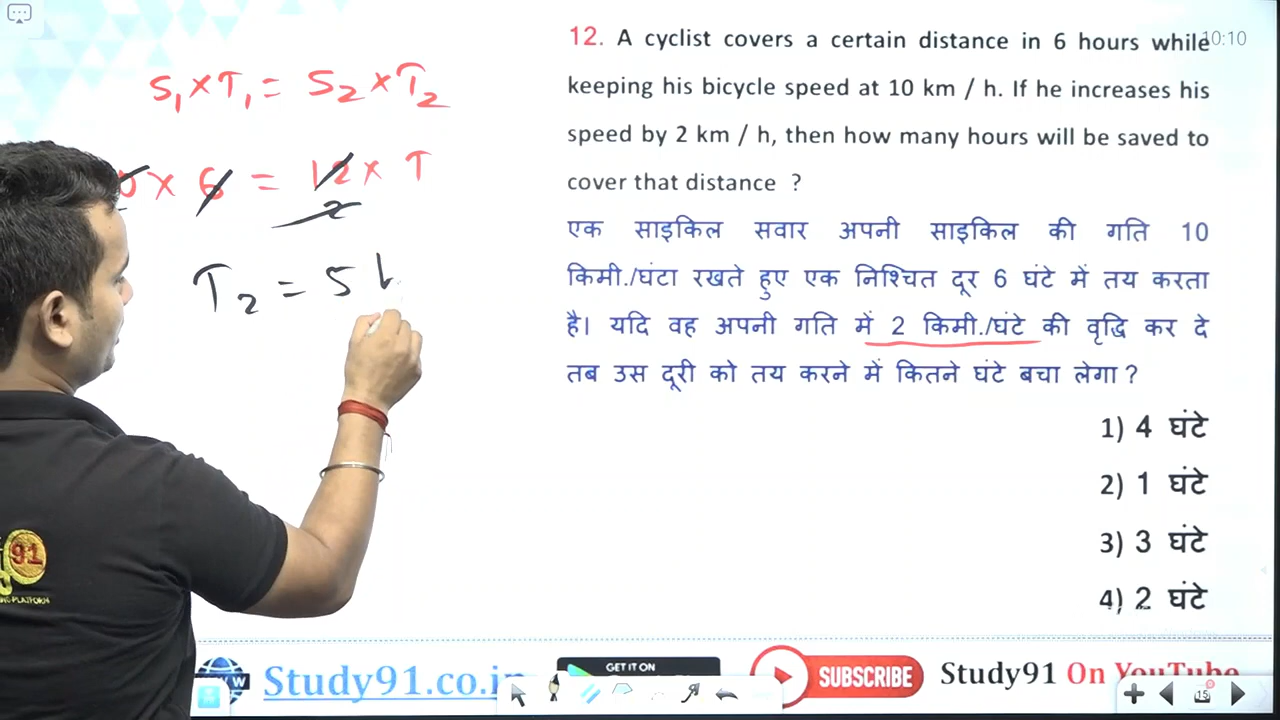 12. A cyclist covers a certain distance in 6 hours while
10:10
keeping his bicycle speed at 10 km / h. If he increases his
speed by 2 km / h, then how many hours will be saved to
cover that distance ?
एक साइकिल सवार अपनी साइकिल की गति 10
किमी./घंटा रखते हुए एक निश्चित दूर 6 घंटे में तय करता
है। यदि वह अपनी गति में 2 किमी./घंटे की वृद्धि कर दे
तब उस दूरी को तय करने में कितने घंटे बचा लेगा ?
1) 4 घंटे
2) 1 घंटे
3) 3 घंटे
4) 2 घंटे
S₁ × T₁ = S₂ × T₂
× 6 = 12 × T
2
T₂ = 5 h
91
Study91.co.in
GET IT ON
SUBSCRIBE
Study91 On YouTube
15